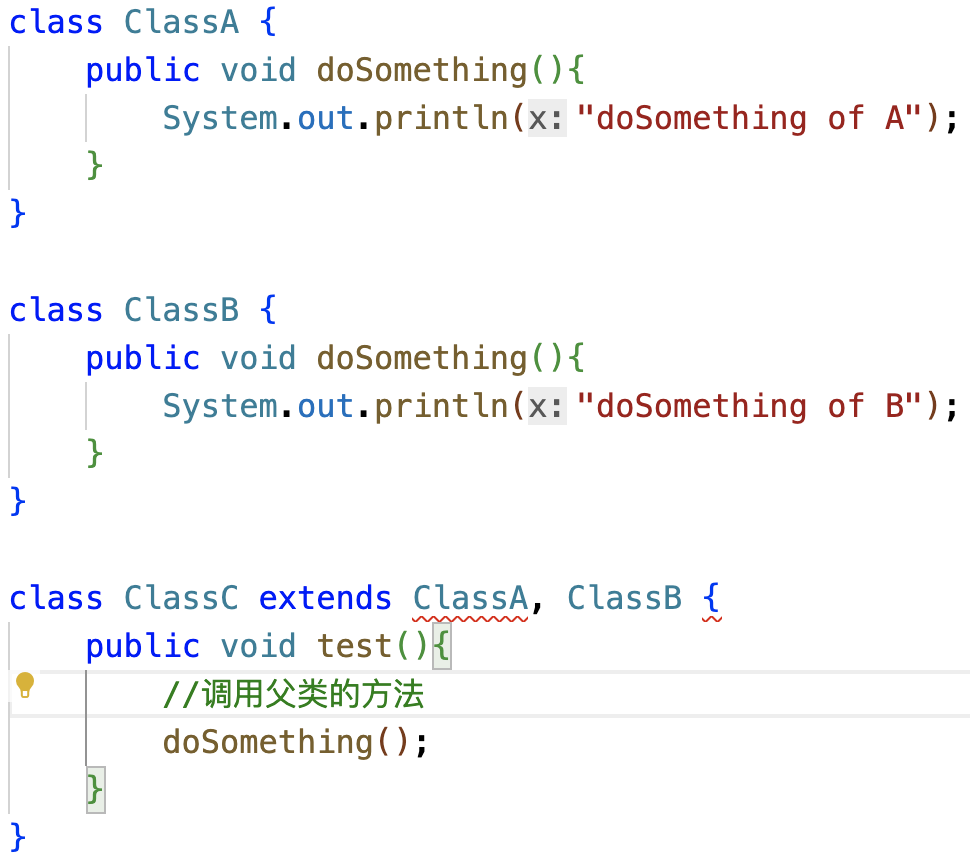 class ClassA {
    public void doSomething(){
        System.out.println(x:"doSomething of A");
    }
}

class ClassB {
    public void doSomething(){
        System.out.println(x:"doSomething of B");
    }
}

class ClassC extends ClassA, ClassB {
    public void test(){
        //调用父类的方法
        doSomething();
    }
}